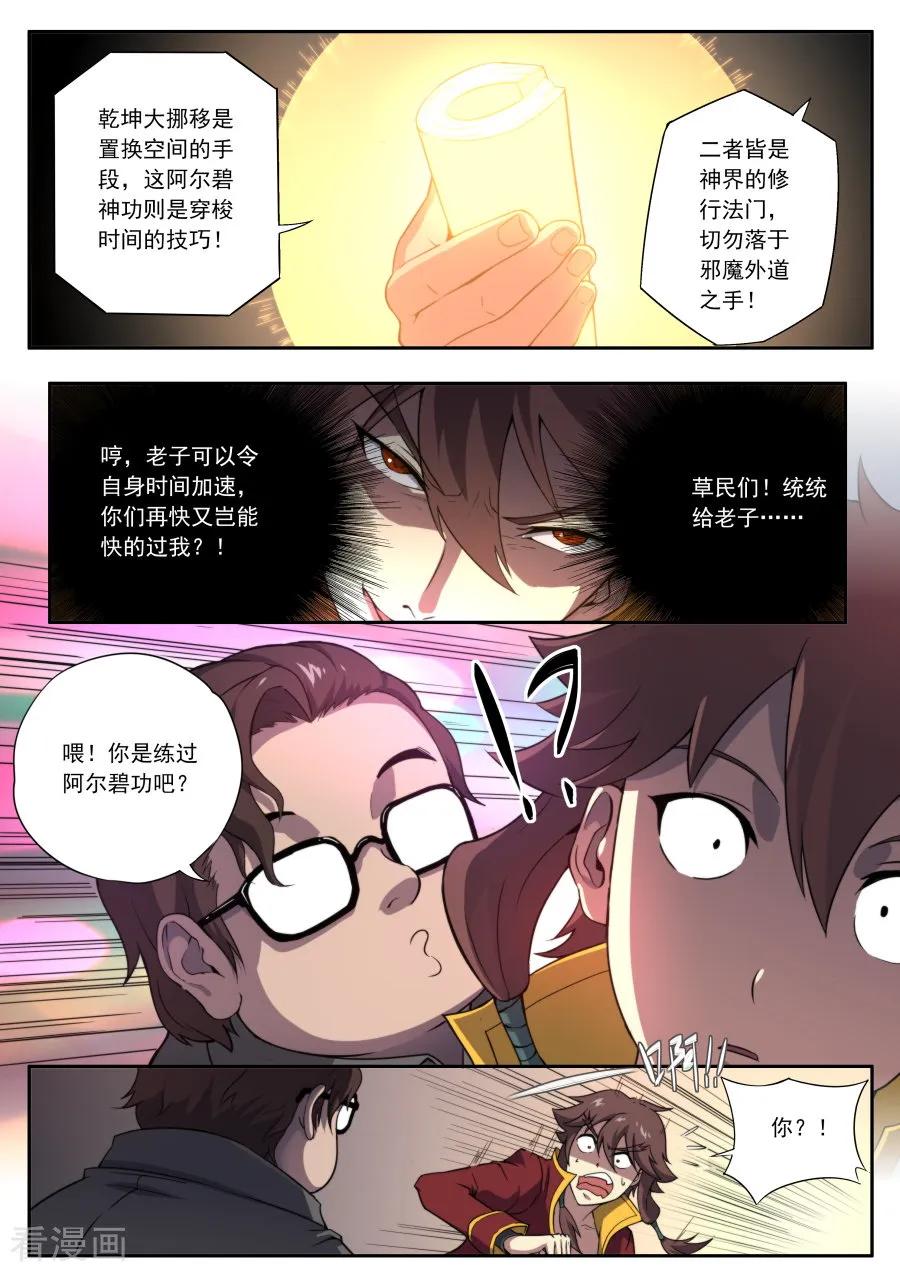 乾坤大挪移是
置换空间的手
段，这阿尔碧
神功则是穿梭
时间的技巧！
二者皆是
神界的修
行法门，
切勿落于
邪魔外道
之手！
哼，老子可以令
自身时间加速，
你们再快又岂能
快的过我？！
草民们！统统
给老子……
！？
喂！你是练过
阿尔碧功吧？
啊!!
你？！
看漫画